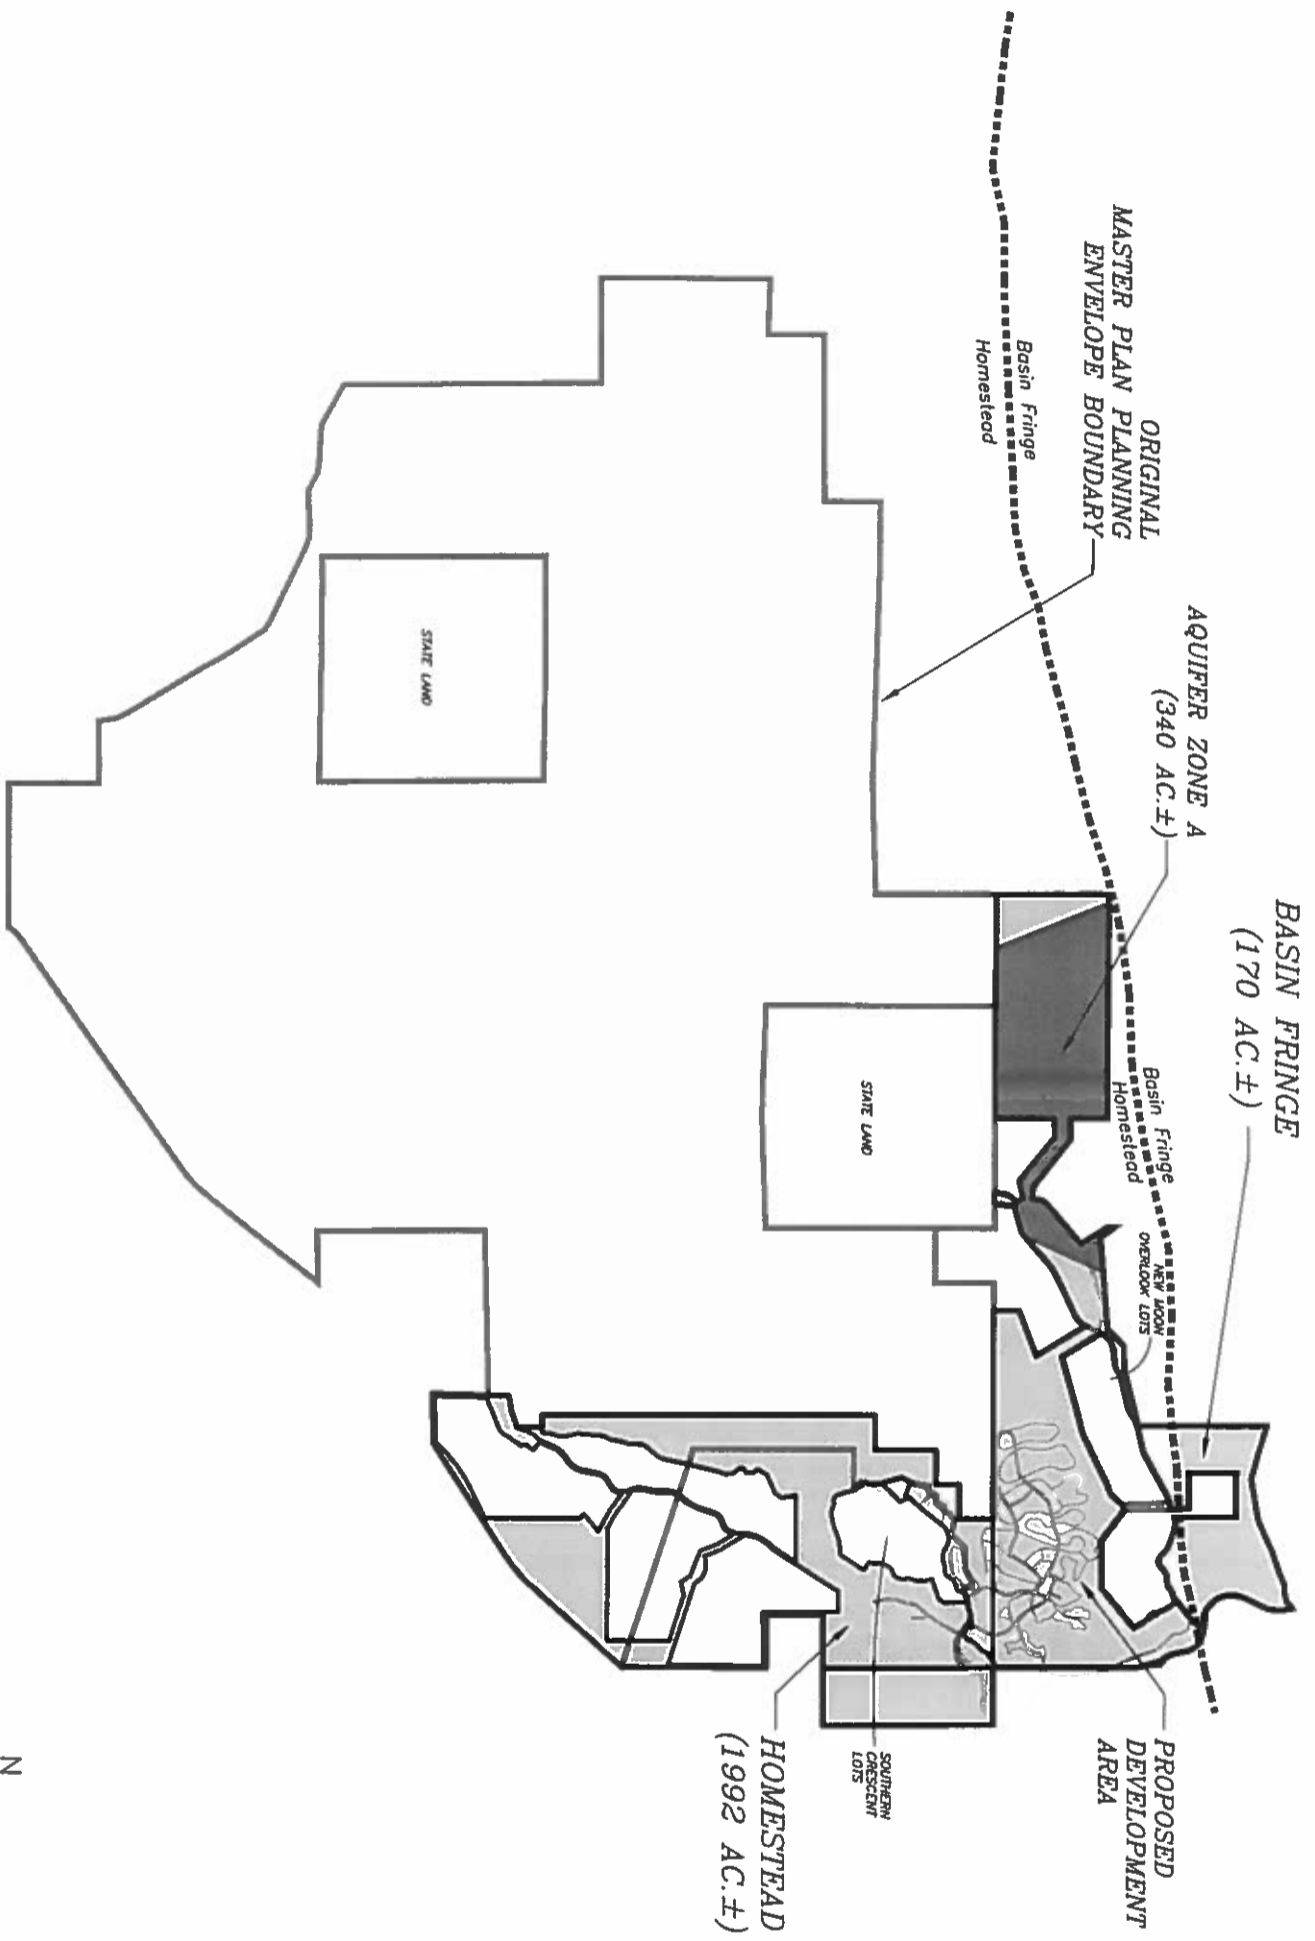 BASIN FRINGE
(170 AC.±)
AQUIFER ZONE A
(340 AC.±)
ORIGINAL
MASTER PLAN PLANNING
ENVELOPE BOUNDARY
Basin Fringe
Homestead
Basin Fringe
Homestead
NEW MOON
OVERLOOK LOTS
PROPOSED
DEVELOPMENT
AREA
STATE LAND
STATE LAND
SOUTHERN
CRESCENT
LOTS
HOMESTEAD
(1992 AC.±)
N